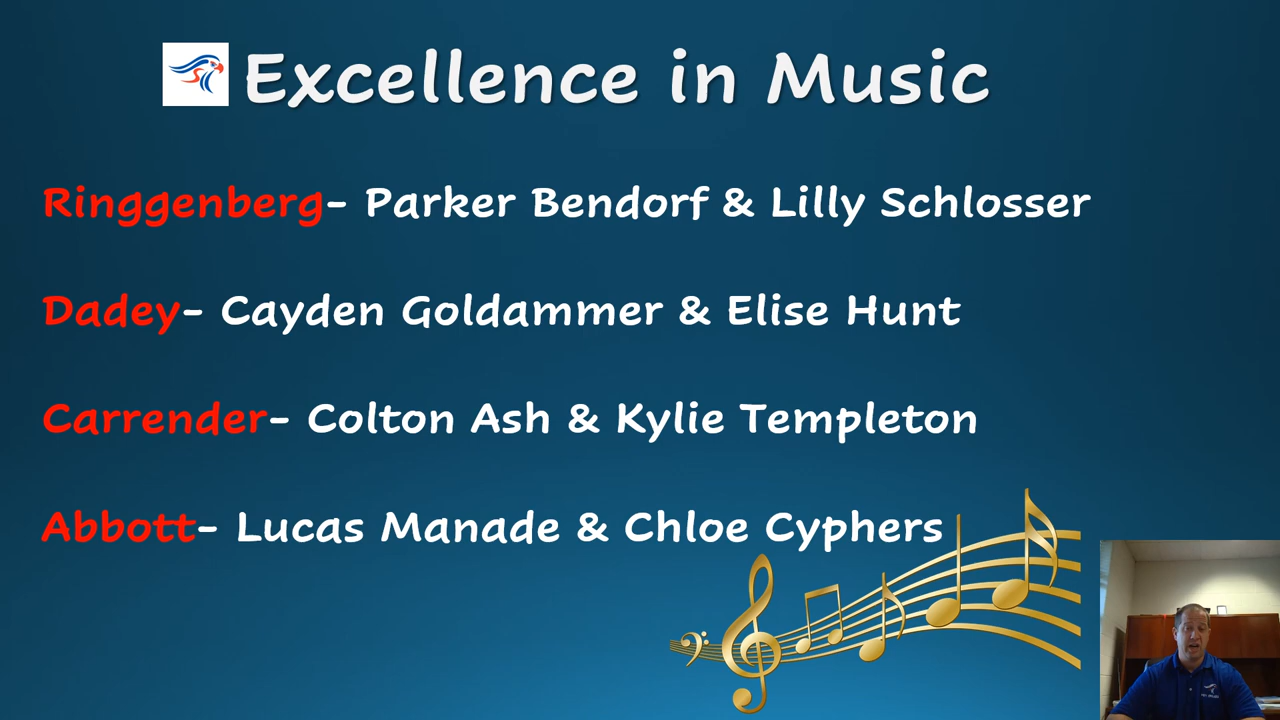 Excellence in Music
Ringgenberg- Parker Bendorf & Lilly Schlosser
Dadey- Cayden Goldammer & Elise Hunt
Carrender- Colton Ash & Kylie Templeton
Abbott- Lucas Manade & Chloe Cyphers